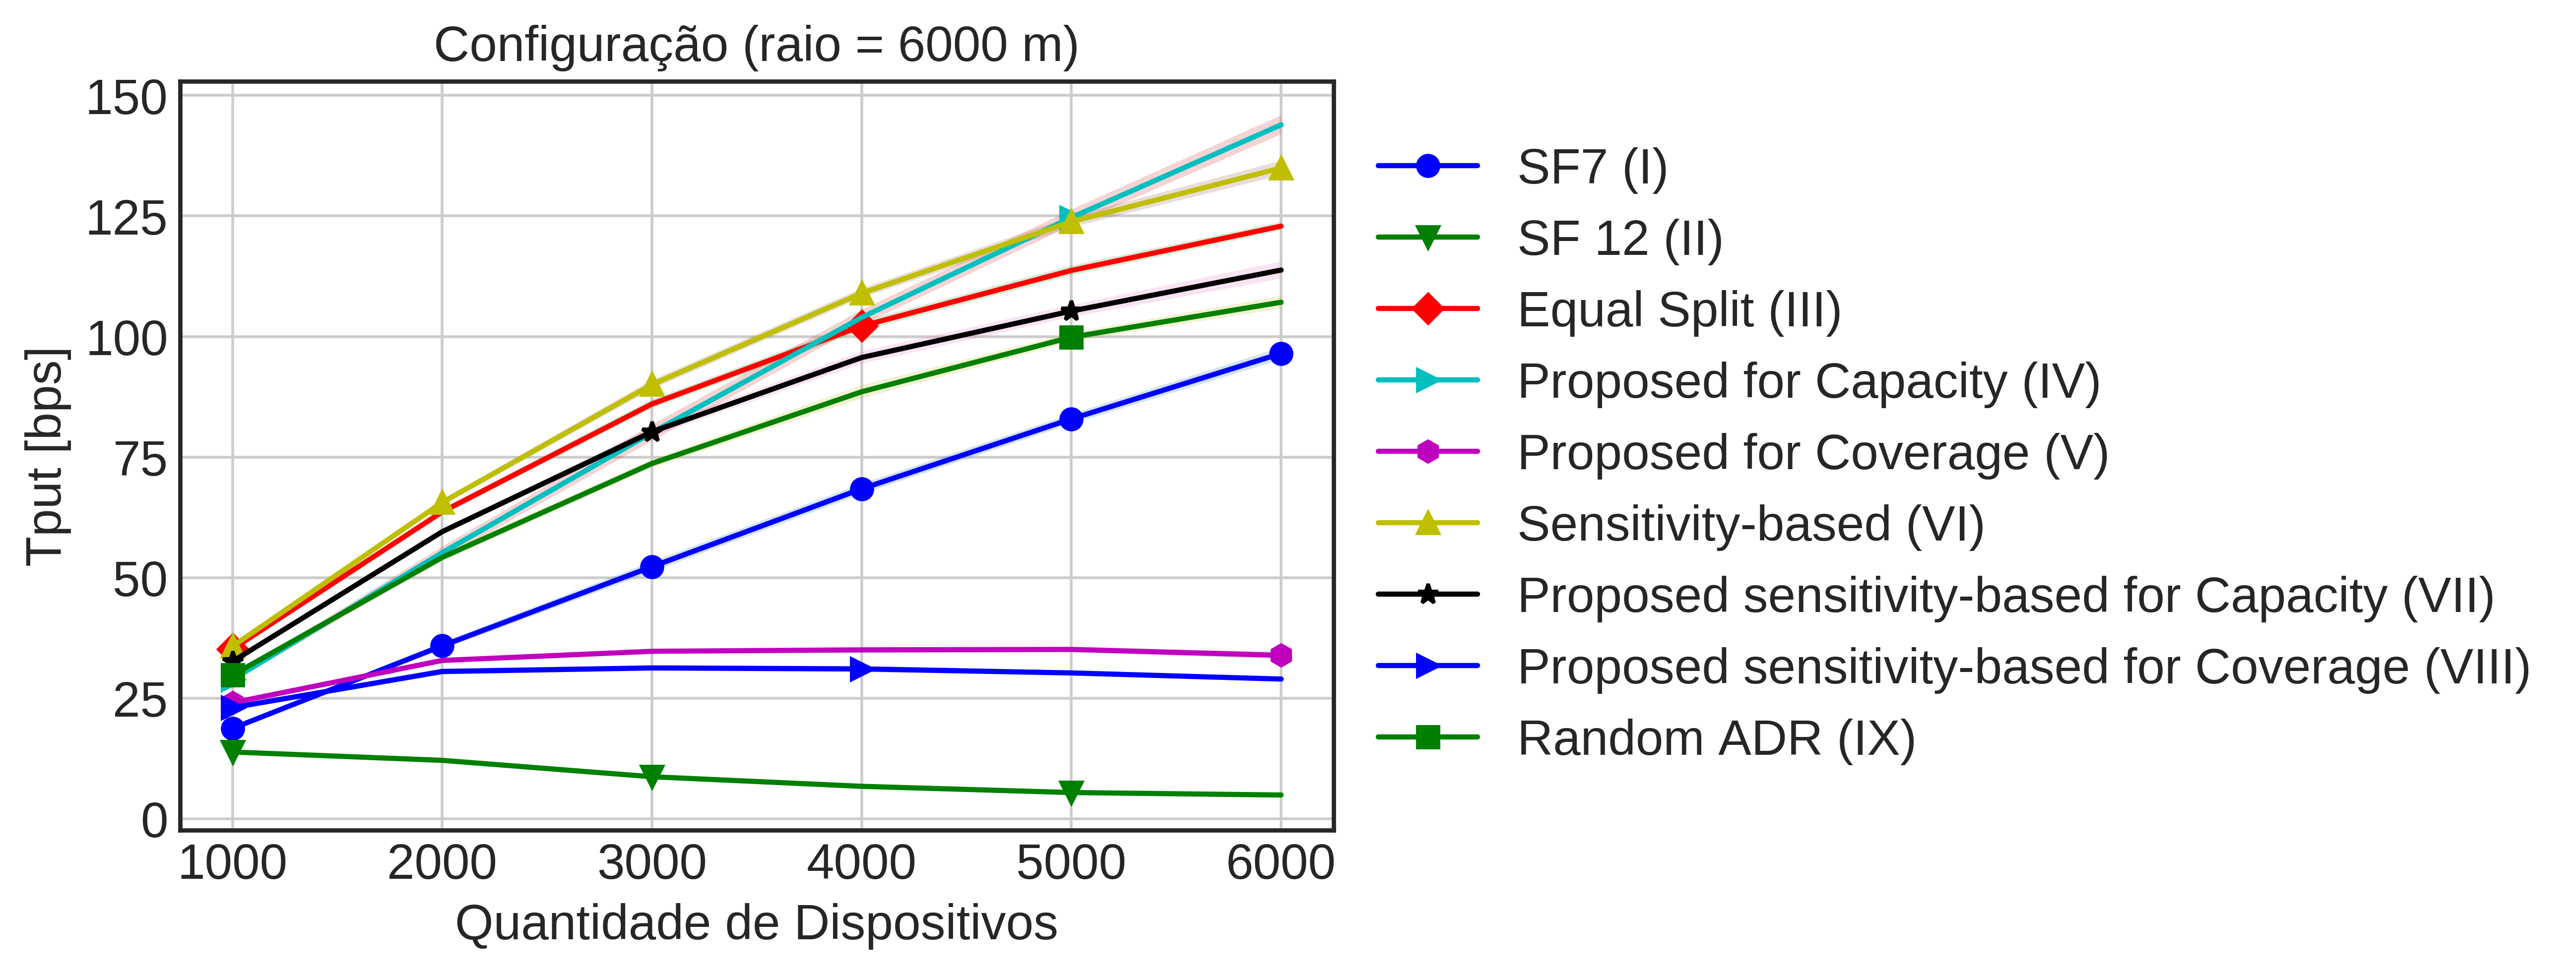 Configuração (raio = 6000 m)
Tput [bps]
150
125
100
75
50
25
0
1000 2000 3000 4000 5000 6000
Quantidade de Dispositivos
SF7 (I)
SF 12 (II)
Equal Split (III)
Proposed for Capacity (IV)
Proposed for Coverage (V)
Sensitivity-based (VI)
Proposed sensitivity-based for Capacity (VII)
Proposed sensitivity-based for Coverage (VIII)
Random ADR (IX)